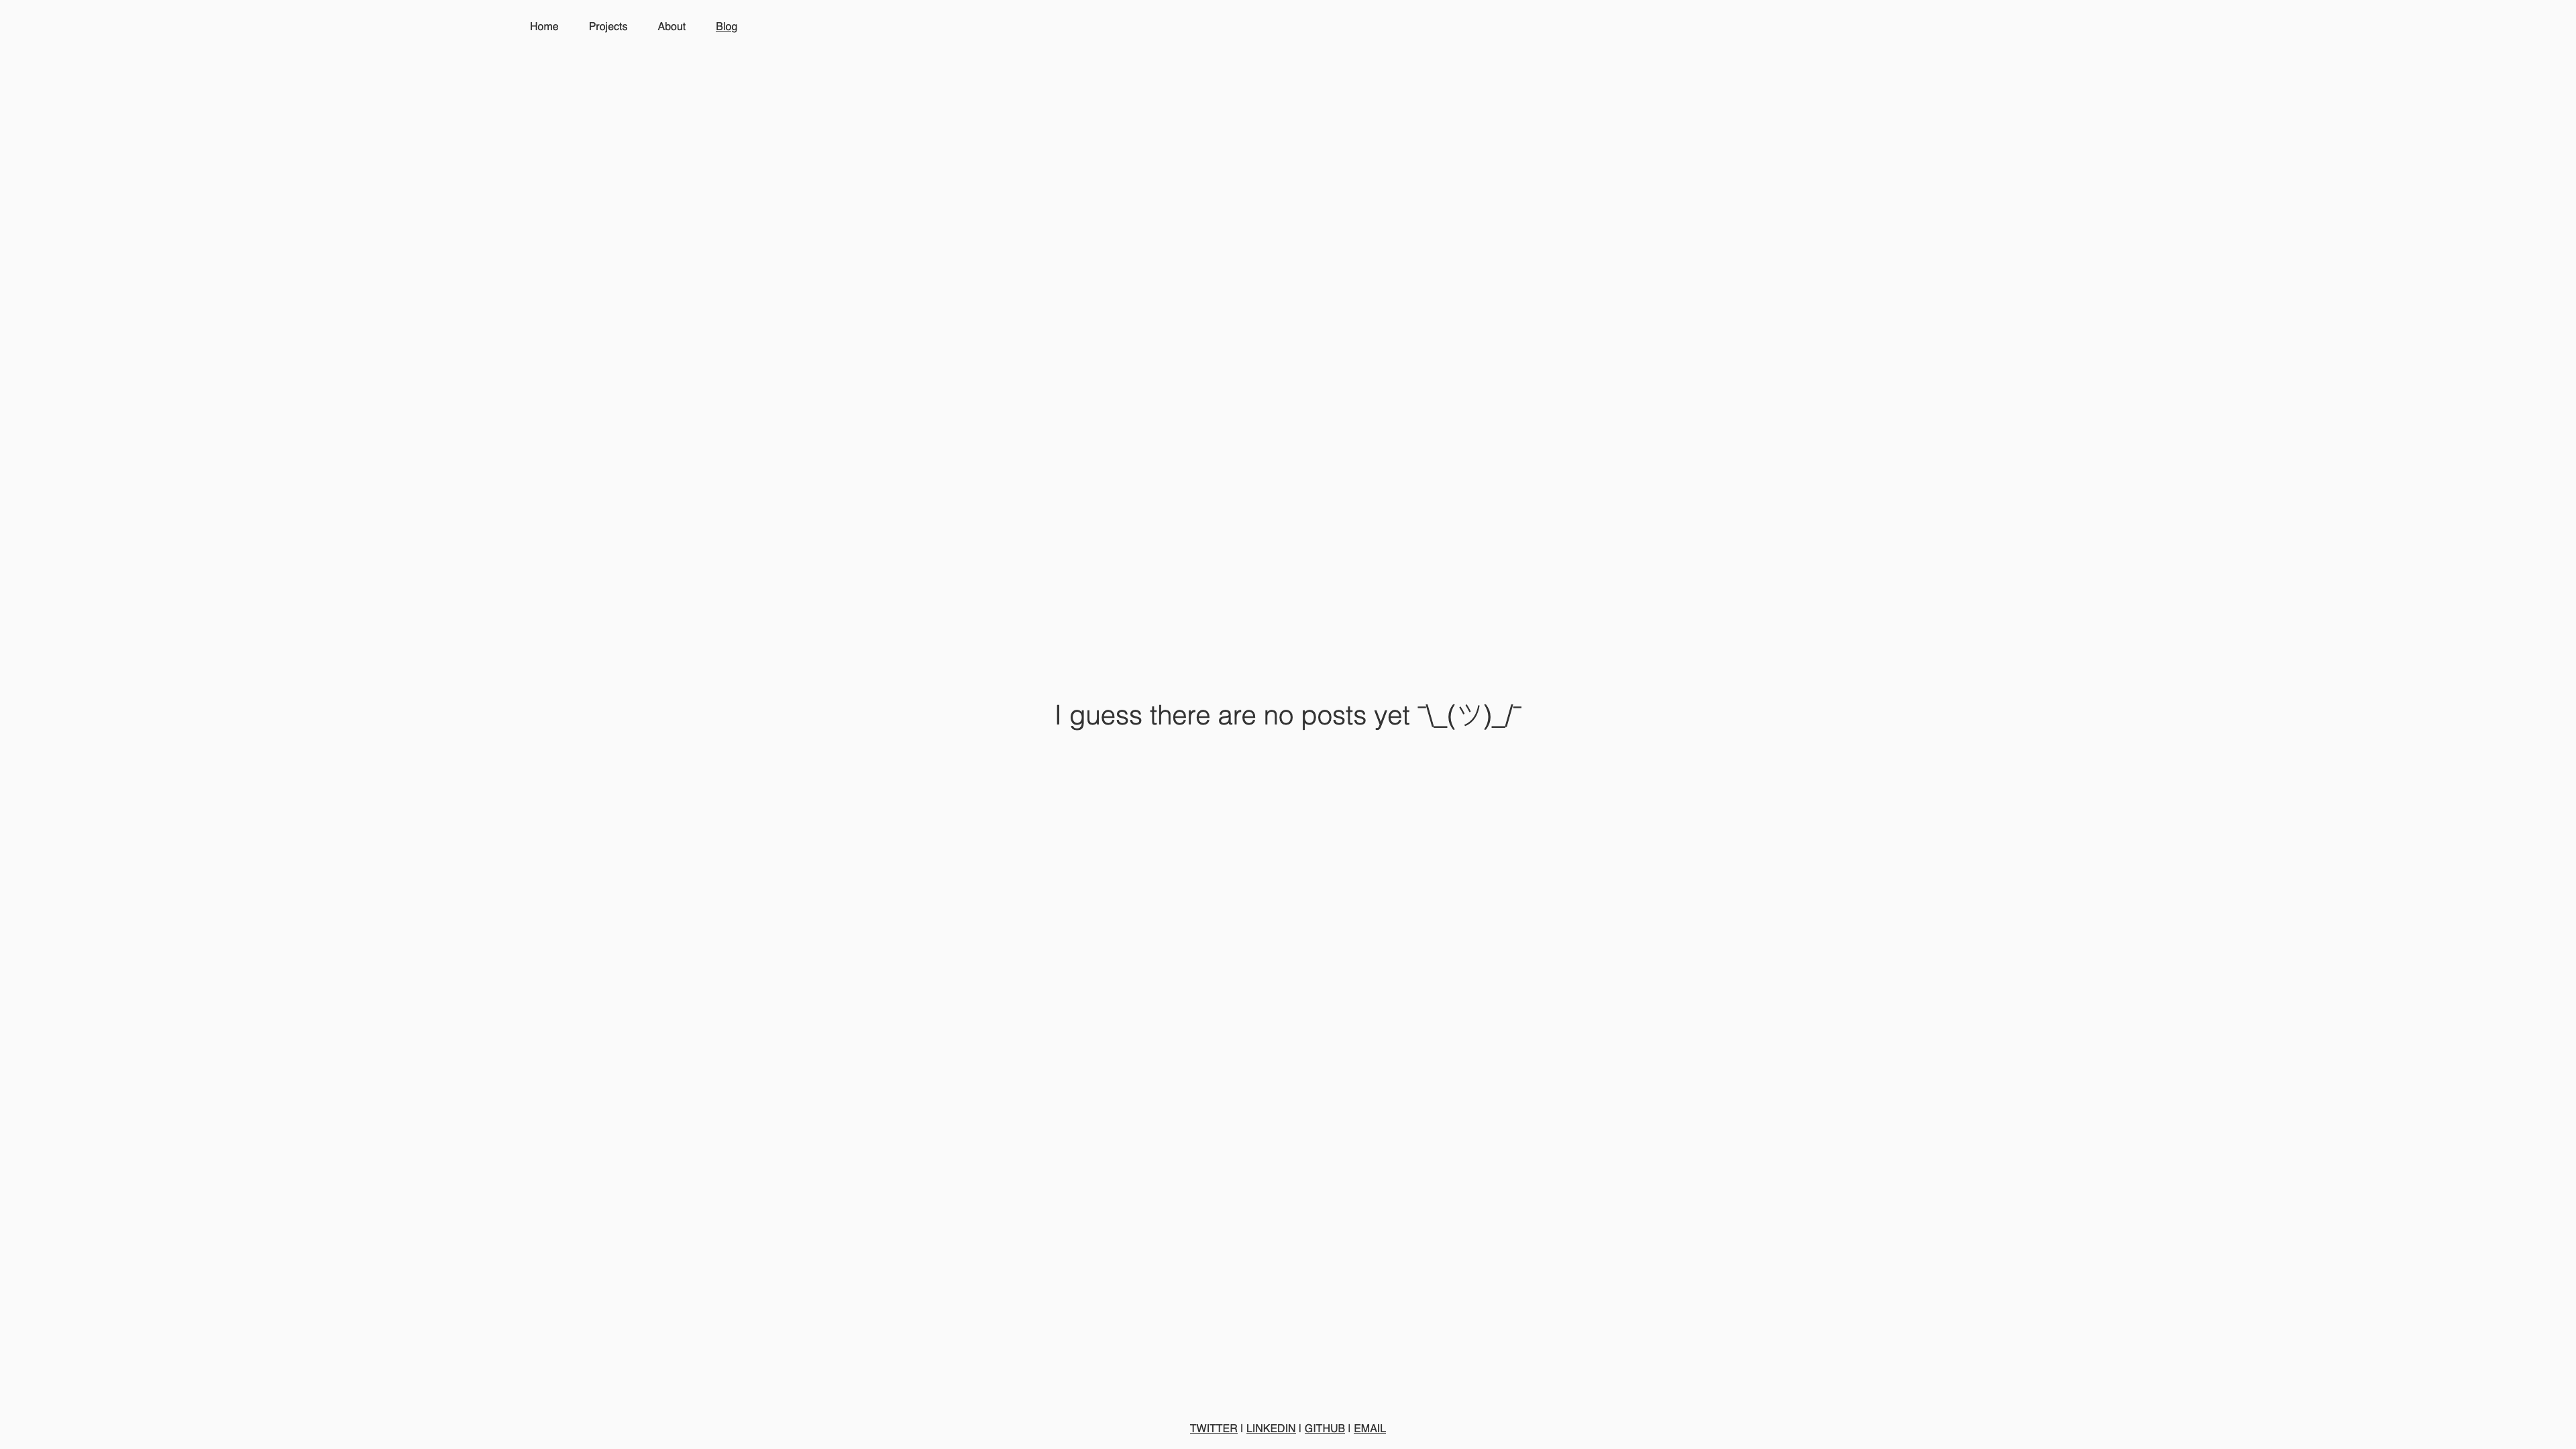 Home Projects About Blog
I guess there are no posts yet ¯\_(ツ)_/¯
TWITTER | LINKEDIN | GITHUB | EMAIL